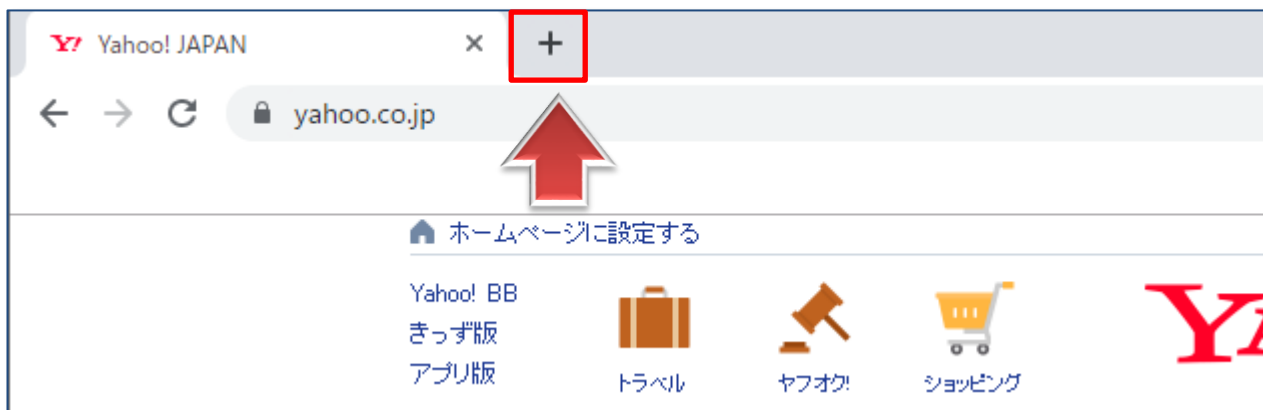 Yahoo! JAPAN
yahoo.co.jp
ホームページに設定する
Yahoo! BB
きっず版
アプリ版
トラベル
ヤフオク!
ショッピング